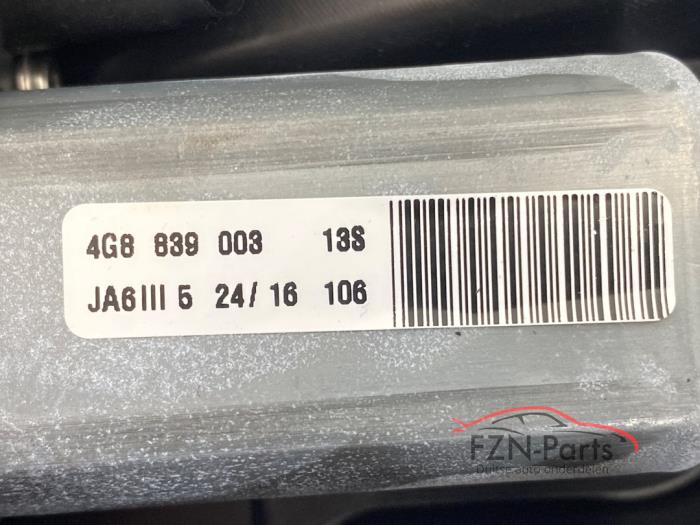 4G8 839 003 13S
JA6III 5 24/ 16 106
FZN-Parts
Duitse auto onderdelen